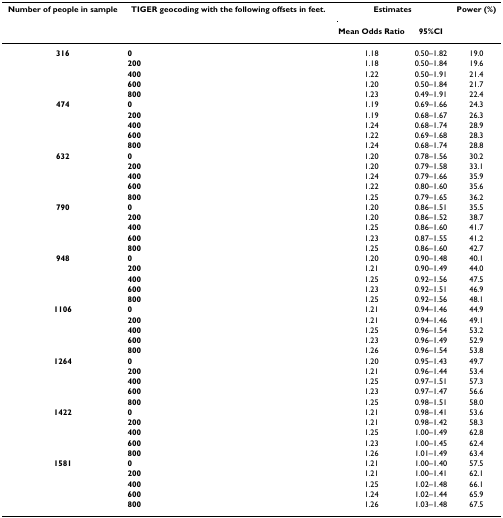 Number of people in sample TIGER geocoding with the following offsets in feet. Estimates Power (%)
Mean Odds Ratio 95%CI
316 0 1.18 0.50–1.82 19.0
200 1.18 0.50–1.84 19.6
400 1.22 0.50–1.91 21.4
600 1.20 0.50–1.84 21.7
800 1.23 0.49–1.91 22.4
474 0 1.19 0.69–1.66 24.3
200 1.19 0.68–1.67 26.3
400 1.24 0.68–1.74 28.9
600 1.22 0.69–1.68 28.3
800 1.24 0.68–1.74 28.8
632 0 1.20 0.78–1.56 30.2
200 1.20 0.79–1.58 33.1
400 1.24 0.79–1.66 35.9
600 1.22 0.80–1.60 35.6
800 1.25 0.79–1.65 36.2
790 0 1.20 0.86–1.51 35.5
200 1.20 0.86–1.52 38.7
400 1.25 0.86–1.60 41.7
600 1.23 0.87–1.55 41.2
800 1.25 0.86–1.60 42.7
948 0 1.20 0.90–1.48 40.1
200 1.21 0.90–1.49 44.0
400 1.25 0.92–1.56 47.5
600 1.23 0.92–1.51 46.9
800 1.25 0.92–1.56 48.1
1106 0 1.21 0.94–1.46 44.9
200 1.21 0.94–1.46 49.1
400 1.25 0.96–1.54 53.2
600 1.23 0.96–1.49 52.9
800 1.26 0.96–1.54 53.8
1264 0 1.20 0.95–1.43 49.7
200 1.21 0.96–1.44 53.4
400 1.25 0.97–1.51 57.3
600 1.23 0.97–1.47 56.6
800 1.25 0.98–1.51 58.0
1422 0 1.21 0.98–1.41 53.6
200 1.21 0.98–1.42 58.3
400 1.25 1.00–1.49 62.8
600 1.23 1.00–1.45 62.4
800 1.26 1.01–1.49 63.4
1581 0 1.21 1.00–1.40 57.5
200 1.21 1.00–1.41 62.1
400 1.25 1.02–1.48 66.1
600 1.24 1.02–1.44 65.9
800 1.26 1.03–1.48 67.5